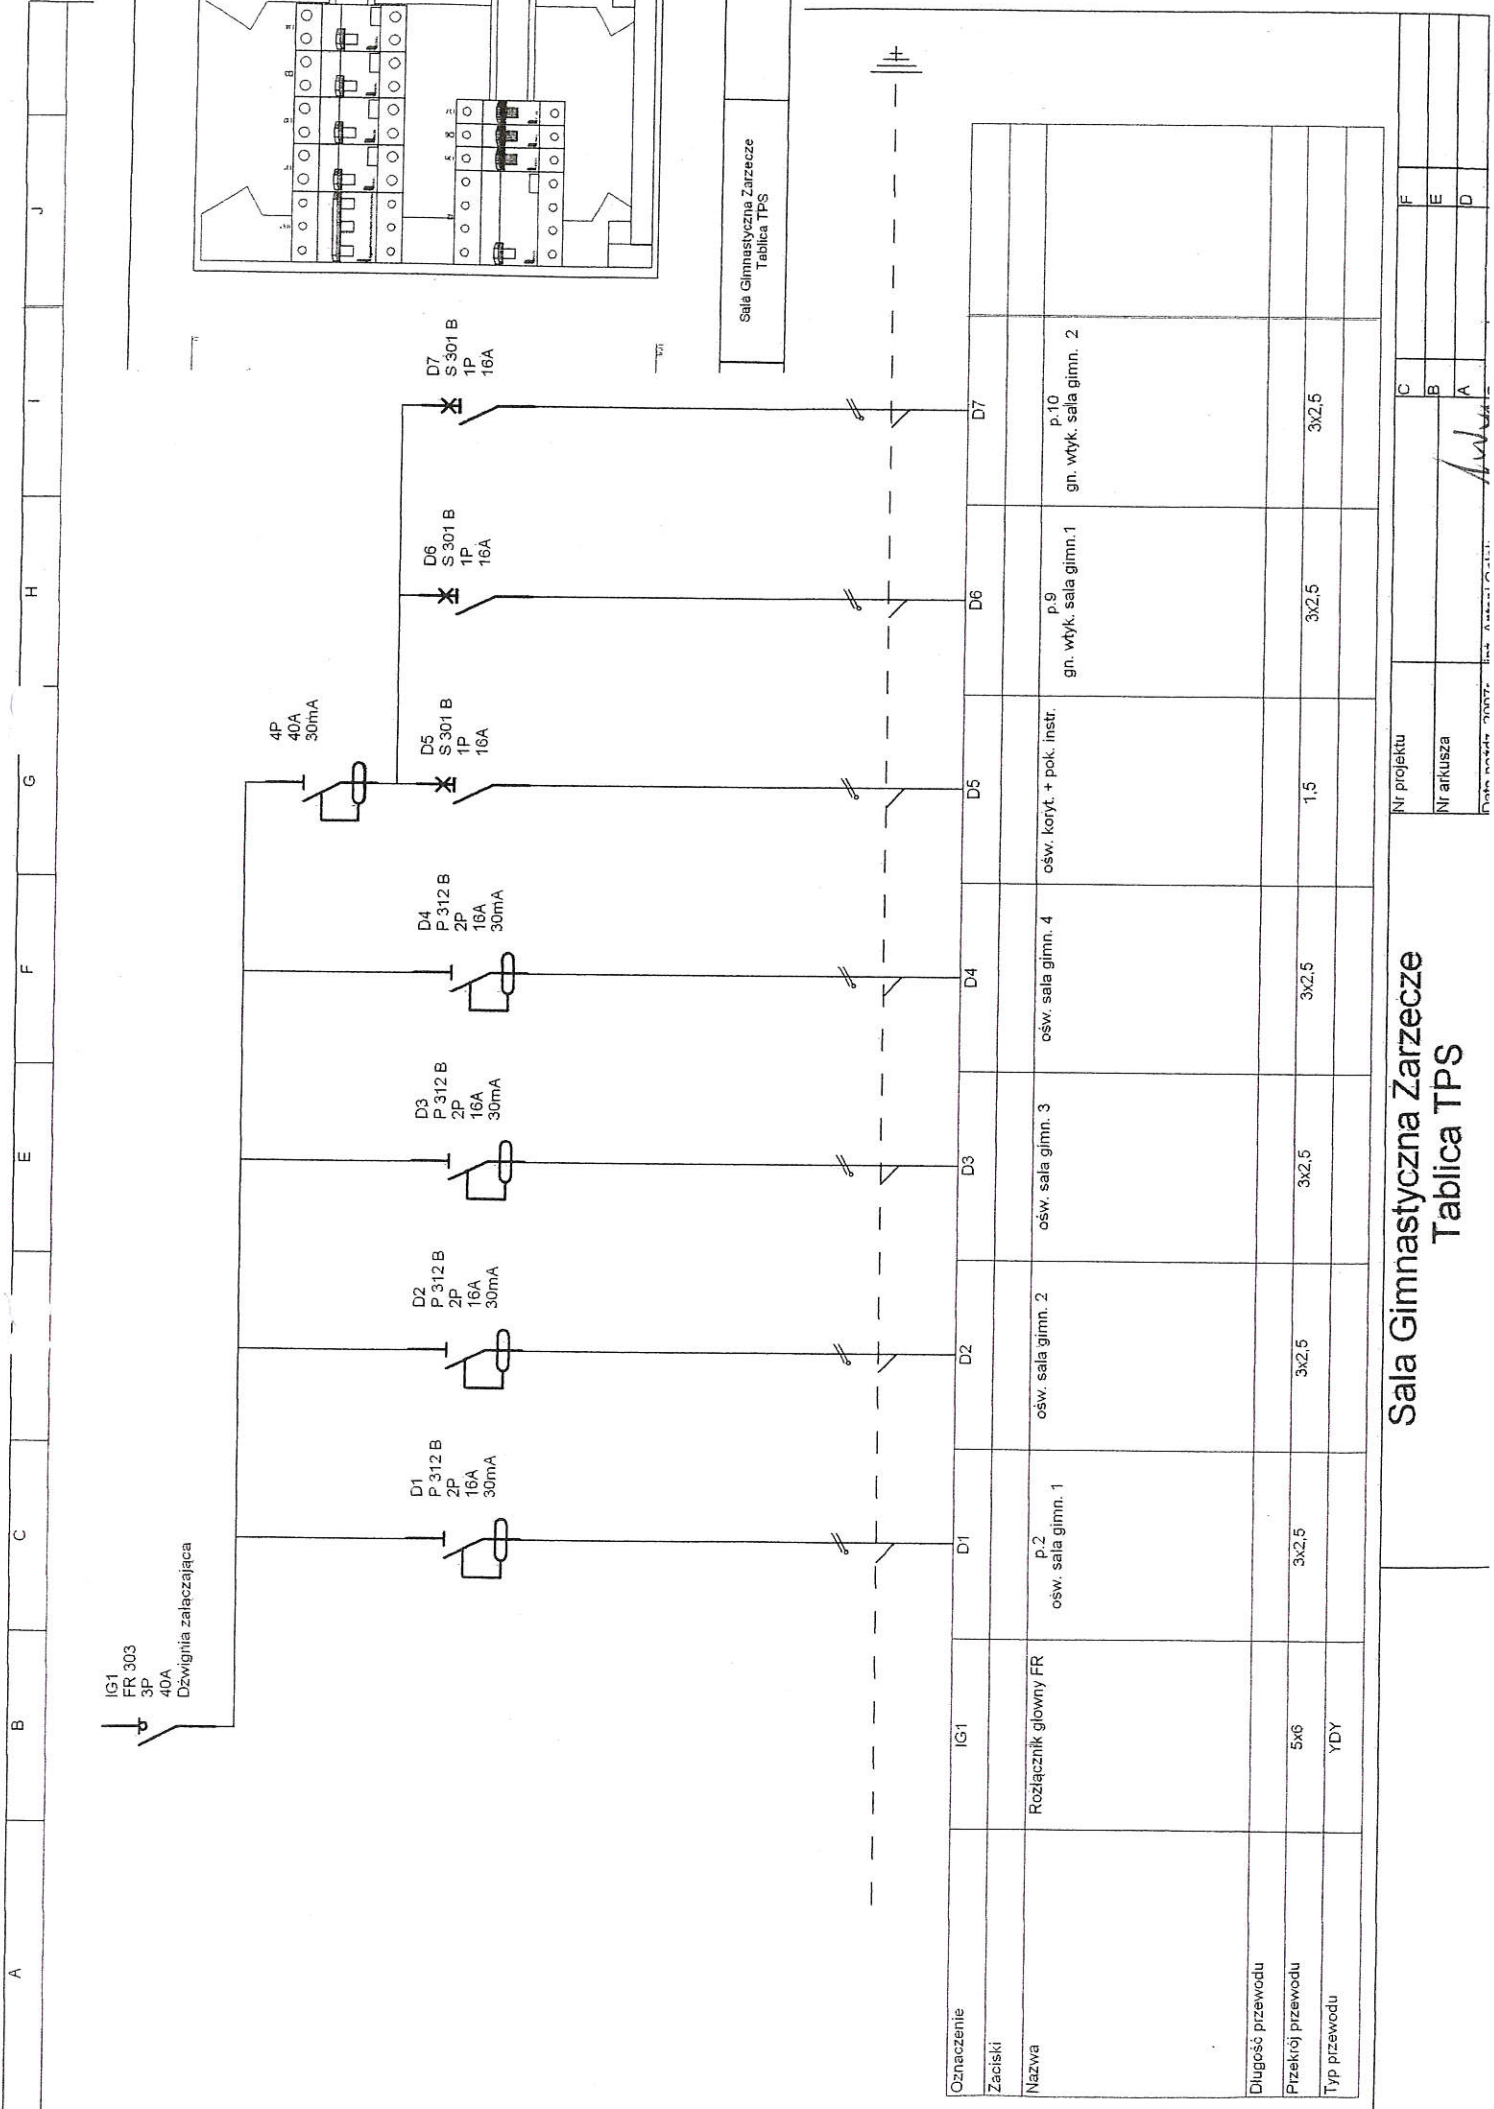 A
B
C
E
F
G
H
I
J
IG1
FR 303
3P
40A
Dźwignia załączająca
4P
40A
30mA
D1
P 312 B
2P
16A
30mA
D2
P 312 B
2P
16A
30mA
D3
P 312 B
2P
16A
30mA
D4
P 312 B
2P
16A
30mA
D5
S 301 B
1P
16A
D6
S 301 B
1P
16A
D7
S 301 B
1P
16A
Sala Gimnastyczna Zarzecze
Tablica TPS
Oznaczenie IG1 D1 D2 D3 D4 D5 D6 D7
Zaciski
Nazwa
Rozłącznik głowny FR
p.2
ośw. sala gimn. 1
ośw. sala gimn. 2
ośw. sala gimn. 3
ośw. sala gimn. 4
ośw. koryt. + pok. instr.
p.9
gn. wtyk. sala gimn.1
p.10
gn. wtyk. sala gimn. 2
Długość przewodu
Przekrój przewodu 5x6 3x2,5 3x2,5 3x2,5 3x2,5 1,5 3x2,5 3x2,5
Typ przewodu YDY
Sala Gimnastyczna Zarzecze
Tablica TPS
Nr projektu
Nr arkusza
C F
B E
A D